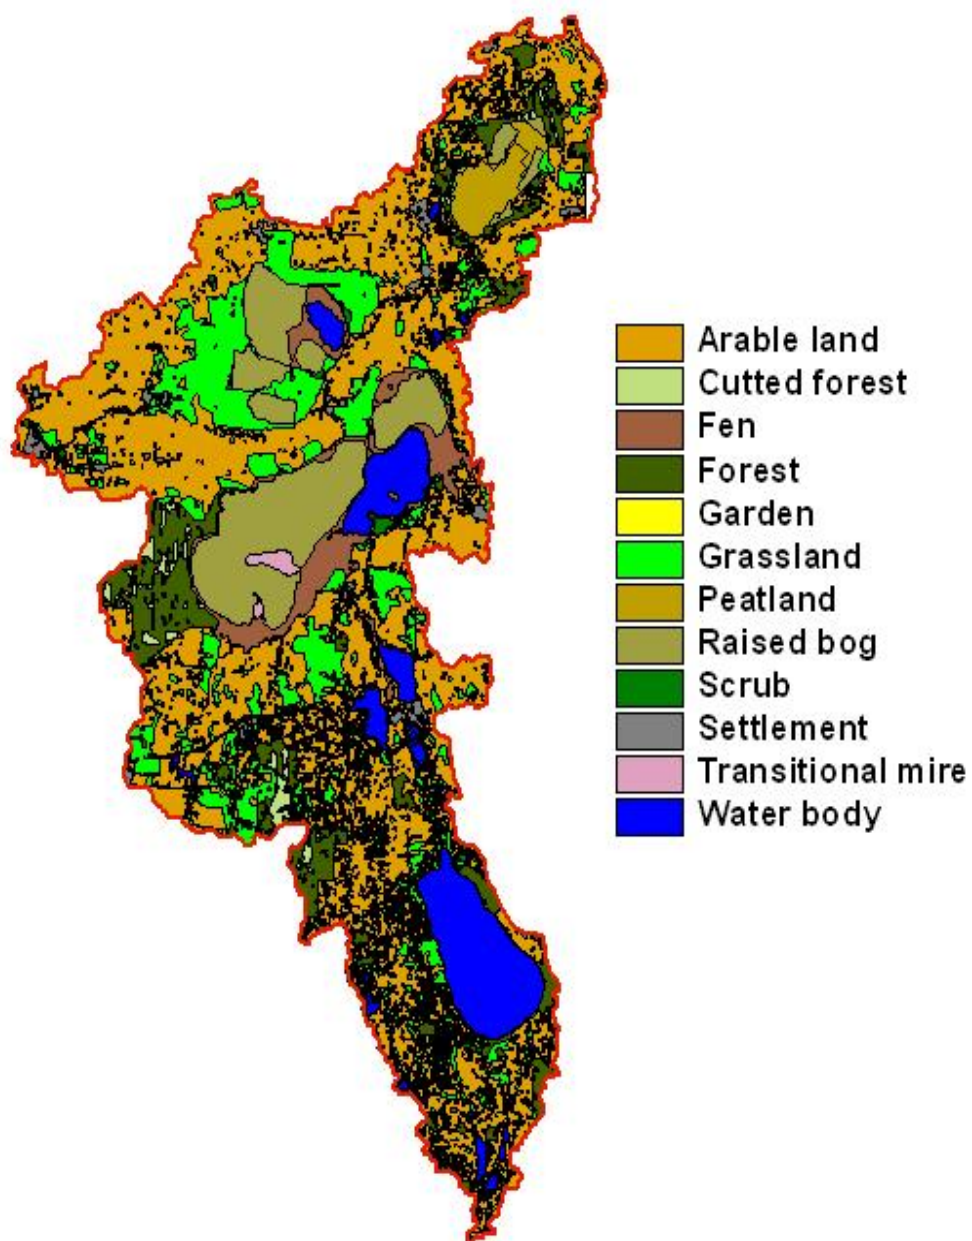 Arable land
Cutted forest
Fen
Forest
Garden
Grassland
Peatland
Raised bog
Scrub
Settlement
Transitional mire
Water body